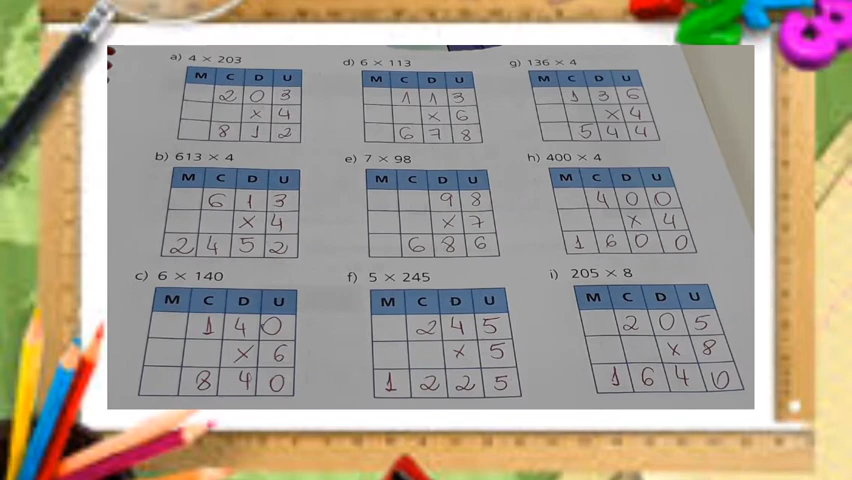 a) 4 × 203
M C D U
2 0 3
× 4
8 1 2
b) 613 × 4
M C D U
6 1 3
× 4
2 4 5 2
c) 6 × 140
M C D U
1 4 0
× 6
8 4 0
d) 6 × 113
M C D U
1 1 3
× 6
6 7 8
e) 7 × 98
M C D U
9 8
× 7
6 8 6
f) 5 × 245
M C D U
2 4 5
× 5
1 2 2 5
g) 136 × 4
M C D U
1 3 6
× 4
5 4 4
h) 400 × 4
M C D U
4 0 0
× 4
1 6 0 0
i) 205 × 8
M C D U
2 0 5
× 8
1 6 4 0